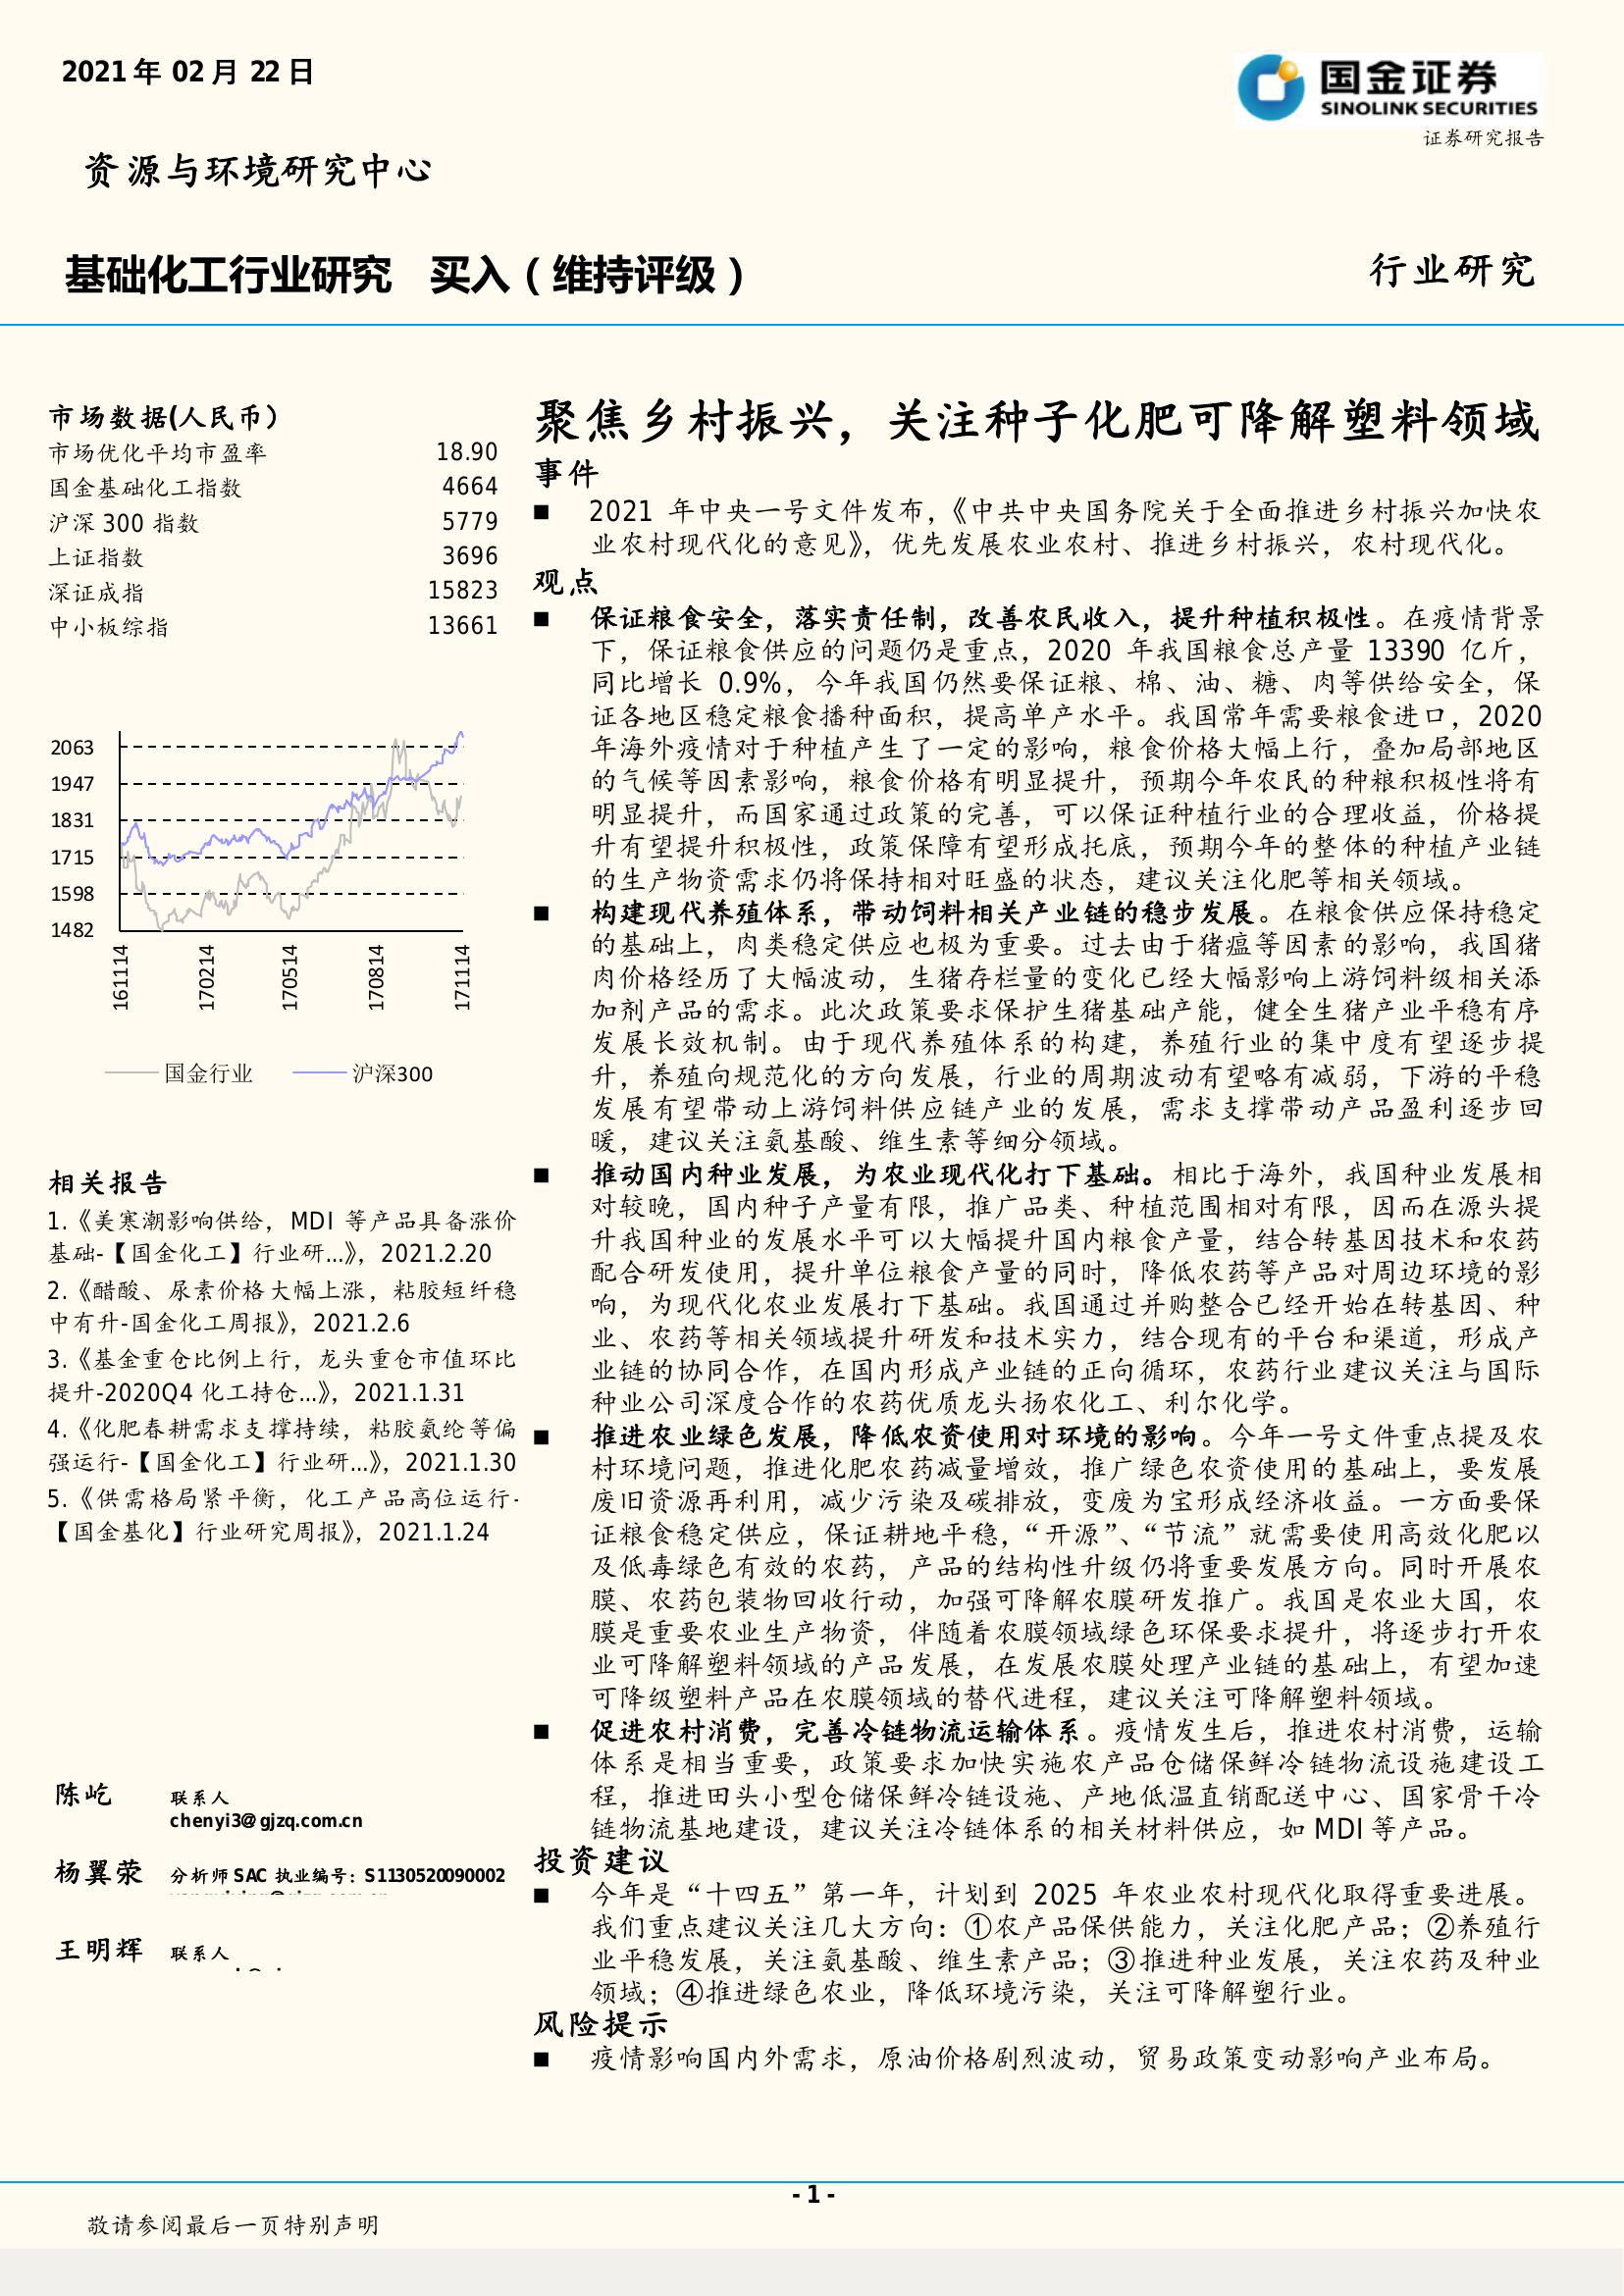 2021年 02月 22日
国金证券
SINOLINK SECURITIES
证券研究报告
资源与环境研究中心
基础化工行业研究 买入（维持评级）
行业研究
市场数据(人民币）
市场优化平均市盈率 18.90
国金基础化工指数 4664
沪深 300 指数 5779
上证指数 3696
深证成指 15823
中小板综指 13661
2063
1947
1831
1715
1598
1482
161114
170214
170514
170814
171114
国金行业 沪深300
相关报告
1.《美寒潮影响供给，MDI 等产品具备涨价
基础-【国金化工】行业研...》，2021.2.20
2.《醋酸、尿素价格大幅上涨，粘胶短纤稳
中有升-国金化工周报》，2021.2.6
3.《基金重仓比例上行，龙头重仓市值环比
提升-2020Q4 化工持仓...》，2021.1.31
4.《化肥春耕需求支撑持续，粘胶氨纶等偏
强运行-【国金化工】行业研...》，2021.1.30
5.《供需格局紧平衡，化工产品高位运行-
【国金基化】行业研究周报》，2021.1.24
陈屹 联系人
chenyi3@gjzq.com.cn
杨翼荥 分析师 SAC 执业编号：S1130520090002
王明辉 联系人
聚焦乡村振兴，关注种子化肥可降解塑料领域
事件
■ 2021 年中央一号文件发布，《中共中央国务院关于全面推进乡村振兴加快农
业农村现代化的意见》，优先发展农业农村、推进乡村振兴，农村现代化。
观点
■ 保证粮食安全，落实责任制，改善农民收入，提升种植积极性。在疫情背景
下，保证粮食供应的问题仍是重点，2020 年我国粮食总产量 13390 亿斤，
同比增长 0.9%，今年我国仍然要保证粮、棉、油、糖、肉等供给安全，保
证各地区稳定粮食播种面积，提高单产水平。我国常年需要粮食进口，2020
年海外疫情对于种植产生了一定的影响，粮食价格大幅上行，叠加局部地区
的气候等因素影响，粮食价格有明显提升，预期今年农民的种粮积极性将有
明显提升，而国家通过政策的完善，可以保证种植行业的合理收益，价格提
升有望提升积极性，政策保障有望形成托底，预期今年的整体的种植产业链
的生产物资需求仍将保持相对旺盛的状态，建议关注化肥等相关领域。
■ 构建现代养殖体系，带动饲料相关产业链的稳步发展。在粮食供应保持稳定
的基础上，肉类稳定供应也极为重要。过去由于猪瘟等因素的影响，我国猪
肉价格经历了大幅波动，生猪存栏量的变化已经大幅影响上游饲料级相关添
加剂产品的需求。此次政策要求保护生猪基础产能，健全生猪产业平稳有序
发展长效机制。由于现代养殖体系的构建，养殖行业的集中度有望逐步提
升，养殖向规范化的方向发展，行业的周期波动有望略有减弱，下游的平稳
发展有望带动上游饲料供应链产业的发展，需求支撑带动产品盈利逐步回
暖，建议关注氨基酸、维生素等细分领域。
■ 推动国内种业发展，为农业现代化打下基础。相比于海外，我国种业发展相
对较晚，国内种子产量有限，推广品类、种植范围相对有限，因而在源头提
升我国种业的发展水平可以大幅提升国内粮食产量，结合转基因技术和农药
配合研发使用，提升单位粮食产量的同时，降低农药等产品对周边环境的影
响，为现代化农业发展打下基础。我国通过并购整合已经开始在转基因、种
业、农药等相关领域提升研发和技术实力，结合现有的平台和渠道，形成产
业链的协同合作，在国内形成产业链的正向循环，农药行业建议关注与国际
种业公司深度合作的农药优质龙头扬农化工、利尔化学。
■ 推进农业绿色发展，降低农资使用对环境的影响。今年一号文件重点提及农
村环境问题，推进化肥农药减量增效，推广绿色农资使用的基础上，要发展
废旧资源再利用，减少污染及碳排放，变废为宝形成经济收益。一方面要保
证粮食稳定供应，保证耕地平稳，“开源”、“节流”就需要使用高效化肥以
及低毒绿色有效的农药，产品的结构性升级仍将重要发展方向。同时开展农
膜、农药包装物回收行动，加强可降解农膜研发推广。我国是农业大国，农
膜是重要农业生产物资，伴随着农膜领域绿色环保要求提升，将逐步打开农
业可降解塑料领域的产品发展，在发展农膜处理产业链的基础上，有望加速
可降级塑料产品在农膜领域的替代进程，建议关注可降解塑料领域。
■ 促进农村消费，完善冷链物流运输体系。疫情发生后，推进农村消费，运输
体系是相当重要，政策要求加快实施农产品仓储保鲜冷链物流设施建设工
程，推进田头小型仓储保鲜冷链设施、产地低温直销配送中心、国家骨干冷
链物流基地建设，建议关注冷链体系的相关材料供应，如 MDI 等产品。
投资建议
■ 今年是“十四五”第一年，计划到 2025 年农业农村现代化取得重要进展。
我们重点建议关注几大方向：①农产品保供能力，关注化肥产品；②养殖行
业平稳发展，关注氨基酸、维生素产品；③推进种业发展，关注农药及种业
领域；④推进绿色农业，降低环境污染，关注可降解塑行业。
风险提示
■ 疫情影响国内外需求，原油价格剧烈波动，贸易政策变动影响产业布局。
- 1 -
敬请参阅最后一页特别声明